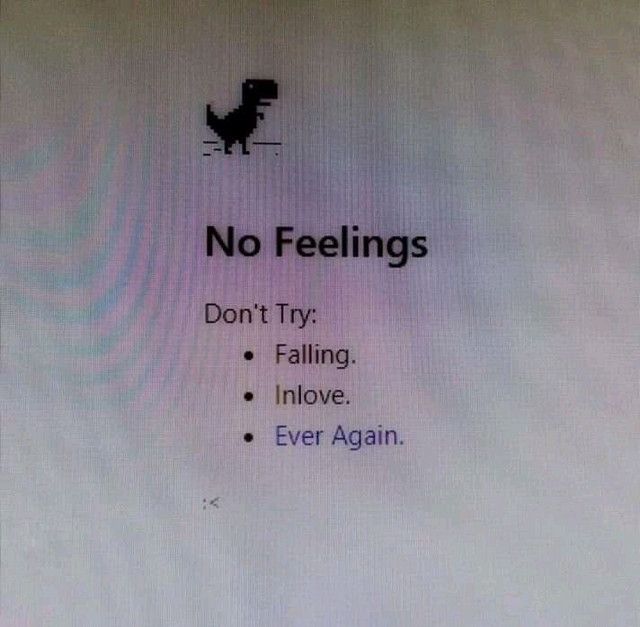 No Feelings
Don't Try:
• Falling.
• Inlove.
• Ever Again.
:<